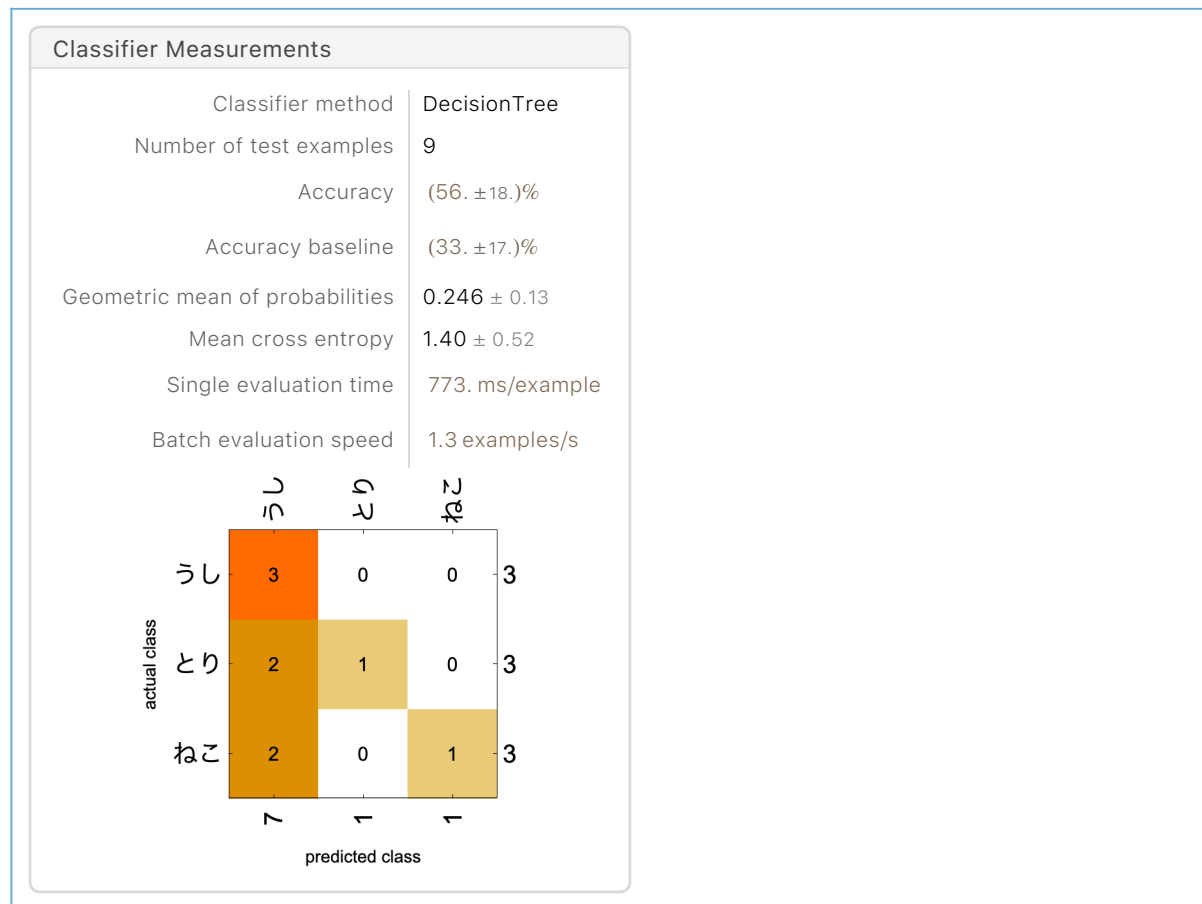 Classifier Measurements
Classifier method DecisionTree
Number of test examples 9
Accuracy (56. ±18.)%
Accuracy baseline (33. ±17.)%
Geometric mean of probabilities 0.246 ± 0.13
Mean cross entropy 1.40 ± 0.52
Single evaluation time 773. ms/example
Batch evaluation speed 1.3 examples/s
うし とり ねこ
うし 3 0 0 3
とり 2 1 0 3
ねこ 2 0 1 3
actual class
7 1 1
predicted class